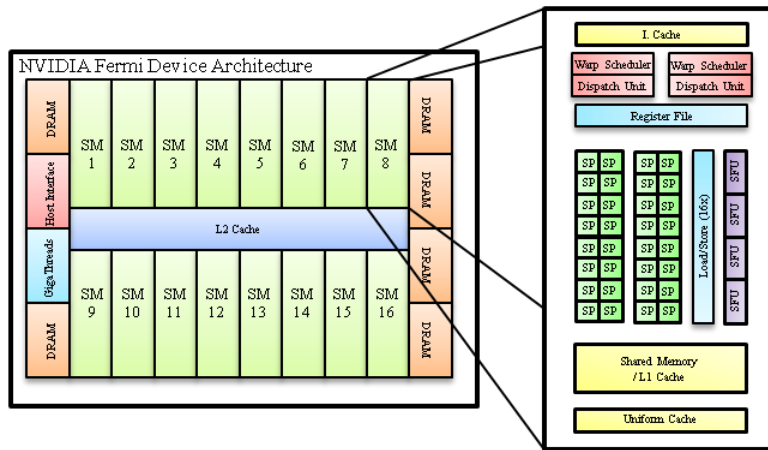 NVIDIA Fermi Device Architecture
DRAM
Host Interface
GigaThreads
DRAM
SM
1
SM
2
SM
3
SM
4
SM
5
SM
6
SM
7
SM
8
L2 Cache
SM
9
SM
10
SM
11
SM
12
SM
13
SM
14
SM
15
SM
16
DRAM
DRAM
DRAM
DRAM
I. Cache
Warp Scheduler
Dispatch Unit
Warp Scheduler
Dispatch Unit
Register File
SP SP SP SP
SP SP SP SP
SP SP SP SP
SP SP SP SP
SP SP SP SP
SP SP SP SP
SP SP SP SP
SP SP SP SP
Load/Store (16x)
SFU
SFU
SFU
SFU
Shared Memory
/L1 Cache
Uniform Cache